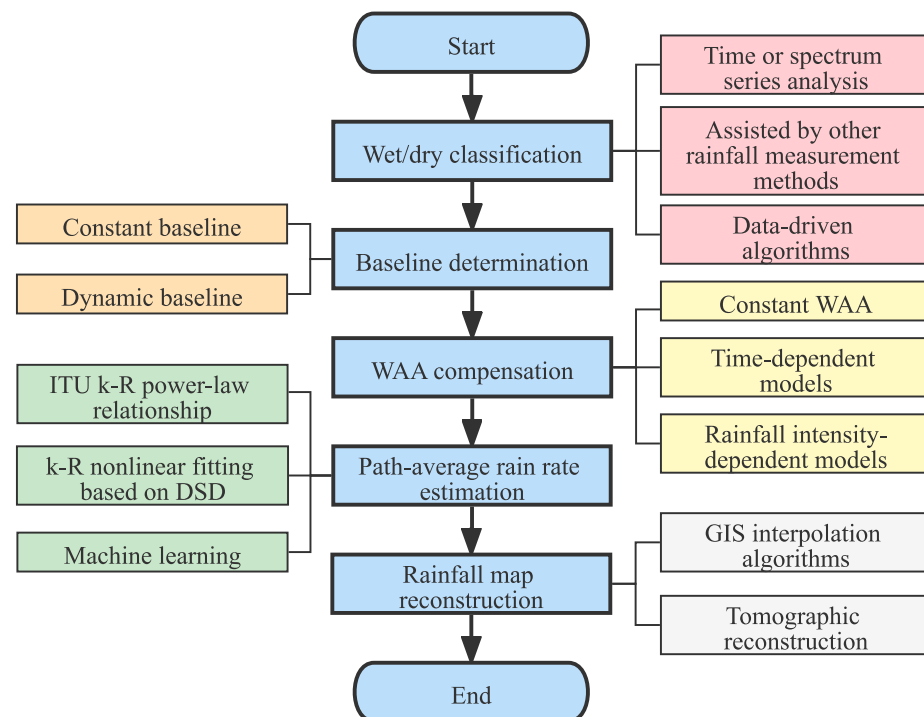 Start
Time or spectrum
series analysis
Wet/dry classification
Assisted by other
rainfall measurement
methods
Data-driven
algorithms
Constant baseline
Baseline determination
Dynamic baseline
Constant WAA
WAA compensation
Time-dependent
models
Rainfall intensity-
dependent models
ITU k-R power-law
relationship
k-R nonlinear fitting
based on DSD
Path-average rain rate
estimation
Machine learning
Rainfall map
reconstruction
GIS interpolation
algorithms
Tomographic
reconstruction
End